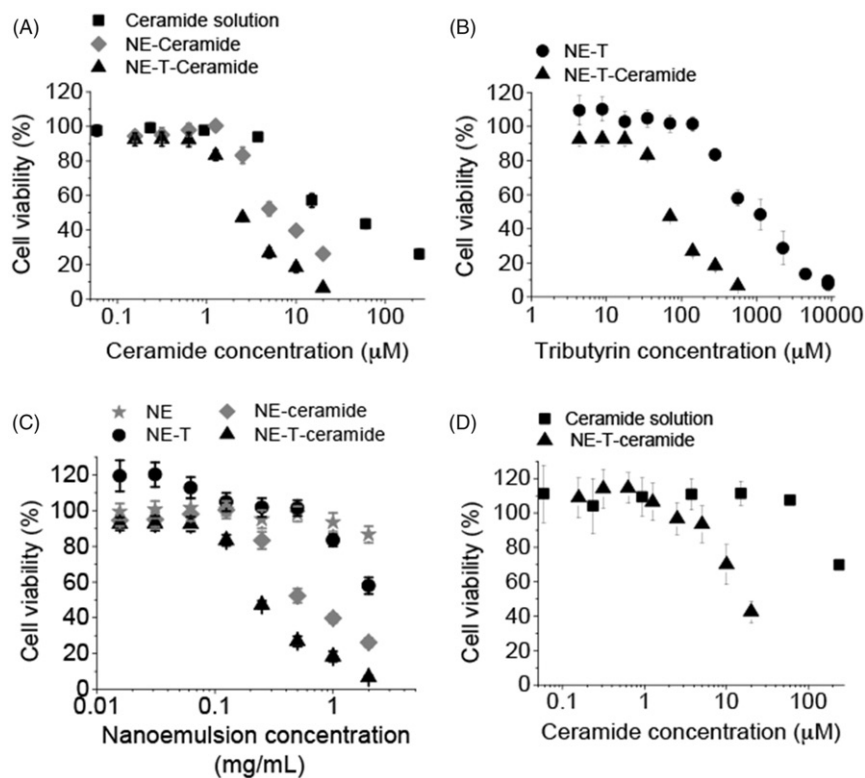 (A)
Ceramide solution
NE-Ceramide
NE-T-Ceramide
120
100
80
60
40
20
0
Cell viability (%)
0.1 1 10 100
Ceramide concentration (μM)
(B)
NE-T
NE-T-Ceramide
120
100
80
60
40
20
0
Cell viability (%)
1 10 100 1000 10000
Tributyrin concentration (μM)
(C)
NE NE-ceramide
NE-T NE-T-ceramide
120
100
80
60
40
20
0
Cell viability (%)
0.01 0.1 1
Nanoemulsion concentration
(mg/mL)
(D)
Ceramide solution
NE-T-ceramide
120
100
80
60
40
20
0
Cell viability (%)
0.1 1 10 100
Ceramide concentration (μM)